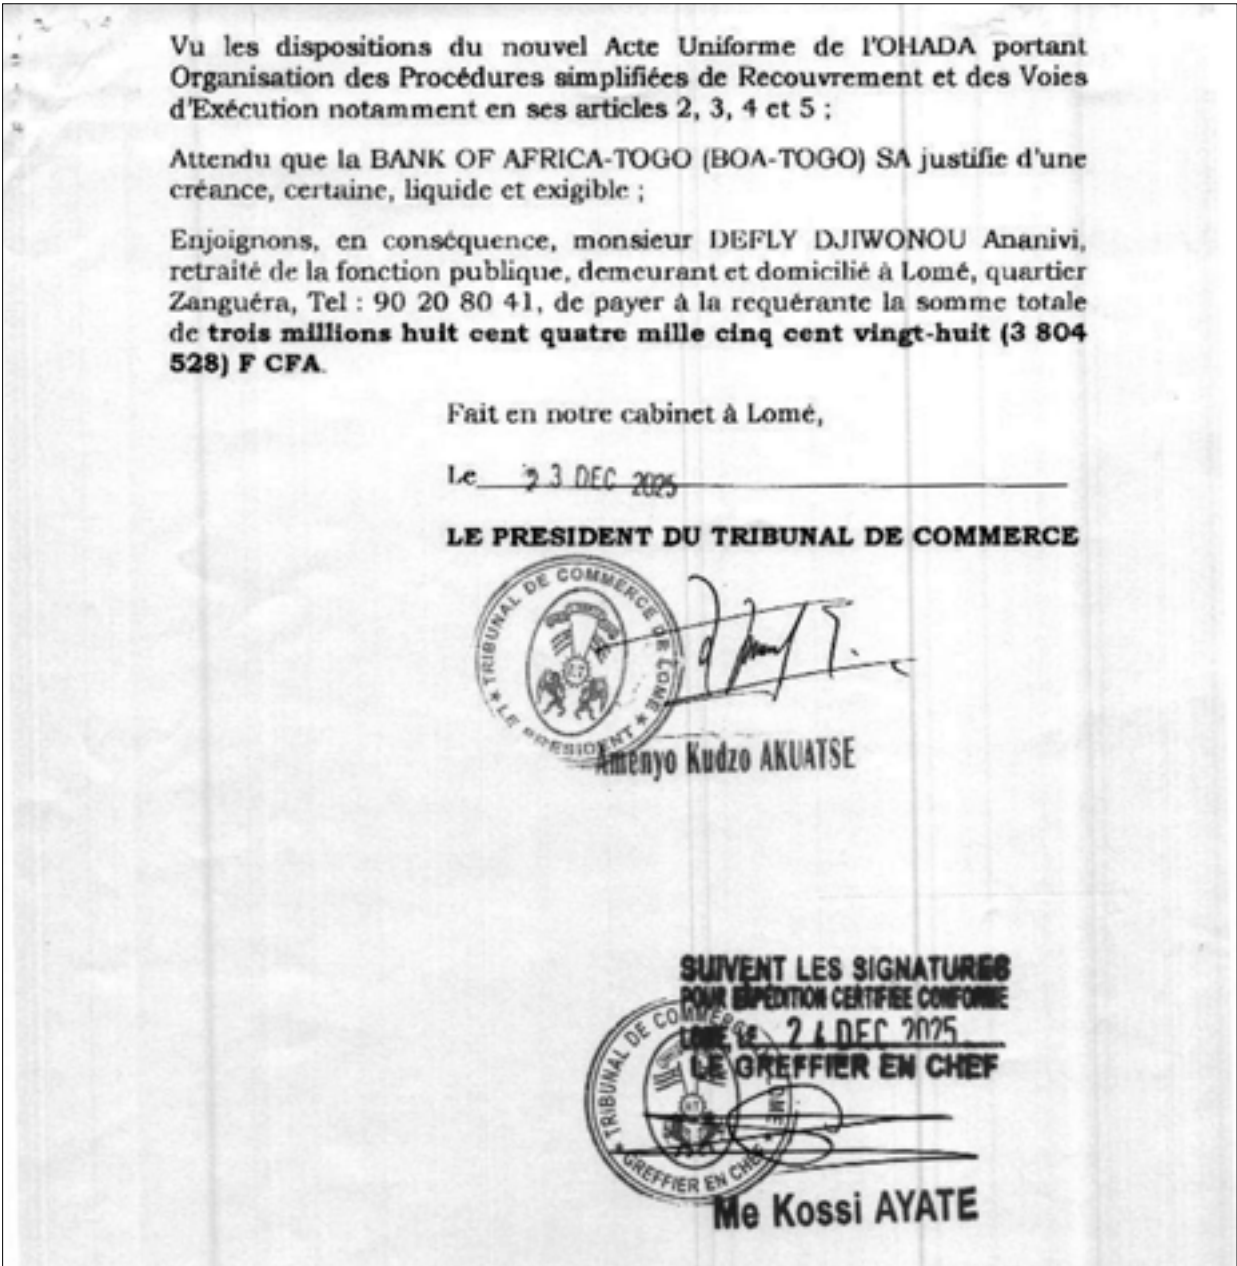 Vu les dispositions du nouvel Acte Uniforme de l'OHADA portant
Organisation des Procédures simplifiées de Recouvrement et des Voies
d'Exécution notamment en ses articles 2, 3, 4 et 5 ;
Attendu que la BANK OF AFRICA-TOGO (BOA-TOGO) SA justifie d'une
créance, certaine, liquide et exigible ;
Enjoignons, en conséquence, monsieur DEFLY DJIWONOU Ananivi,
retraité de la fonction publique, demeurant et domicilié à Lomé, quartier
Zanguéra, Tel : 90 20 80 41, de payer à la requérante la somme totale
de trois millions huit cent quatre mille cinq cent vingt-huit (3 804
528) F CFA.
Fait en notre cabinet à Lomé,
Le 23 DEC 2025
LE PRESIDENT DU TRIBUNAL DE COMMERCE
TRIBUNAL DE COMMERCE DE LOME
LE PRESIDENT
Amenyo Kudzo AKUATSE
SUIVENT LES SIGNATURES
POUR EXPEDITION CERTIFIEE CONFORME
LOME, LE 24 DEC 2025
LE GREFFIER EN CHEF
TRIBUNAL DE COMMERCE LOME
GREFFIER EN CHEF
Me Kossi AYATE